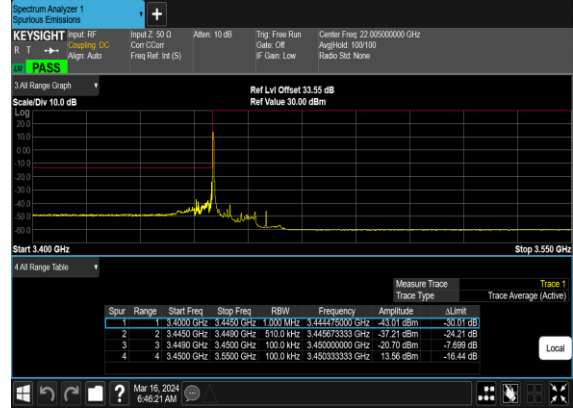 Spectrum Analyzer 1
Spurious Emissions
+
KEYSIGHT Input: RF Input Z: 50 Ω Atten: 10 dB Trig: Free Run Center Freq: 22.005000000 GHz
R T Coupling: DC Corr CCorr Gate: Off Avg|Hold: 100/100
Align: Auto Freq Ref: Int (S) IF Gain: Low Radio Std: None
PASS
3 All Range Graph
Ref Lvl Offset 33.55 dB
Scale/Div 10.0 dB Ref Value 30.00 dBm
Log
20.0
10.0
0.00
-10.0
-20.0
-30.0
-40.0
-50.0
-60.0
Start 3.400 GHz Stop 3.550 GHz
4 All Range Table
Measure Trace Trace 1
Trace Type Trace Average (Active)
Spur Range Start Freq Stop Freq RBW Frequency Amplitude ΔLimit
1 1 3.4000 GHz 3.4450 GHz 1.000 MHz 3.444475000 GHz -43.01 dBm -30.01 dB
2 2 3.4450 GHz 3.4490 GHz 510.0 kHz 3.445673333 GHz -37.21 dBm -24.21 dB
3 3 3.4490 GHz 3.4500 GHz 100.0 kHz 3.450000000 GHz -20.70 dBm -7.699 dB
4 4 3.4500 GHz 3.5500 GHz 100.0 kHz 3.450333333 GHz 13.56 dBm -16.44 dB
Local
? Mar 16, 2024
6:46:21 AM